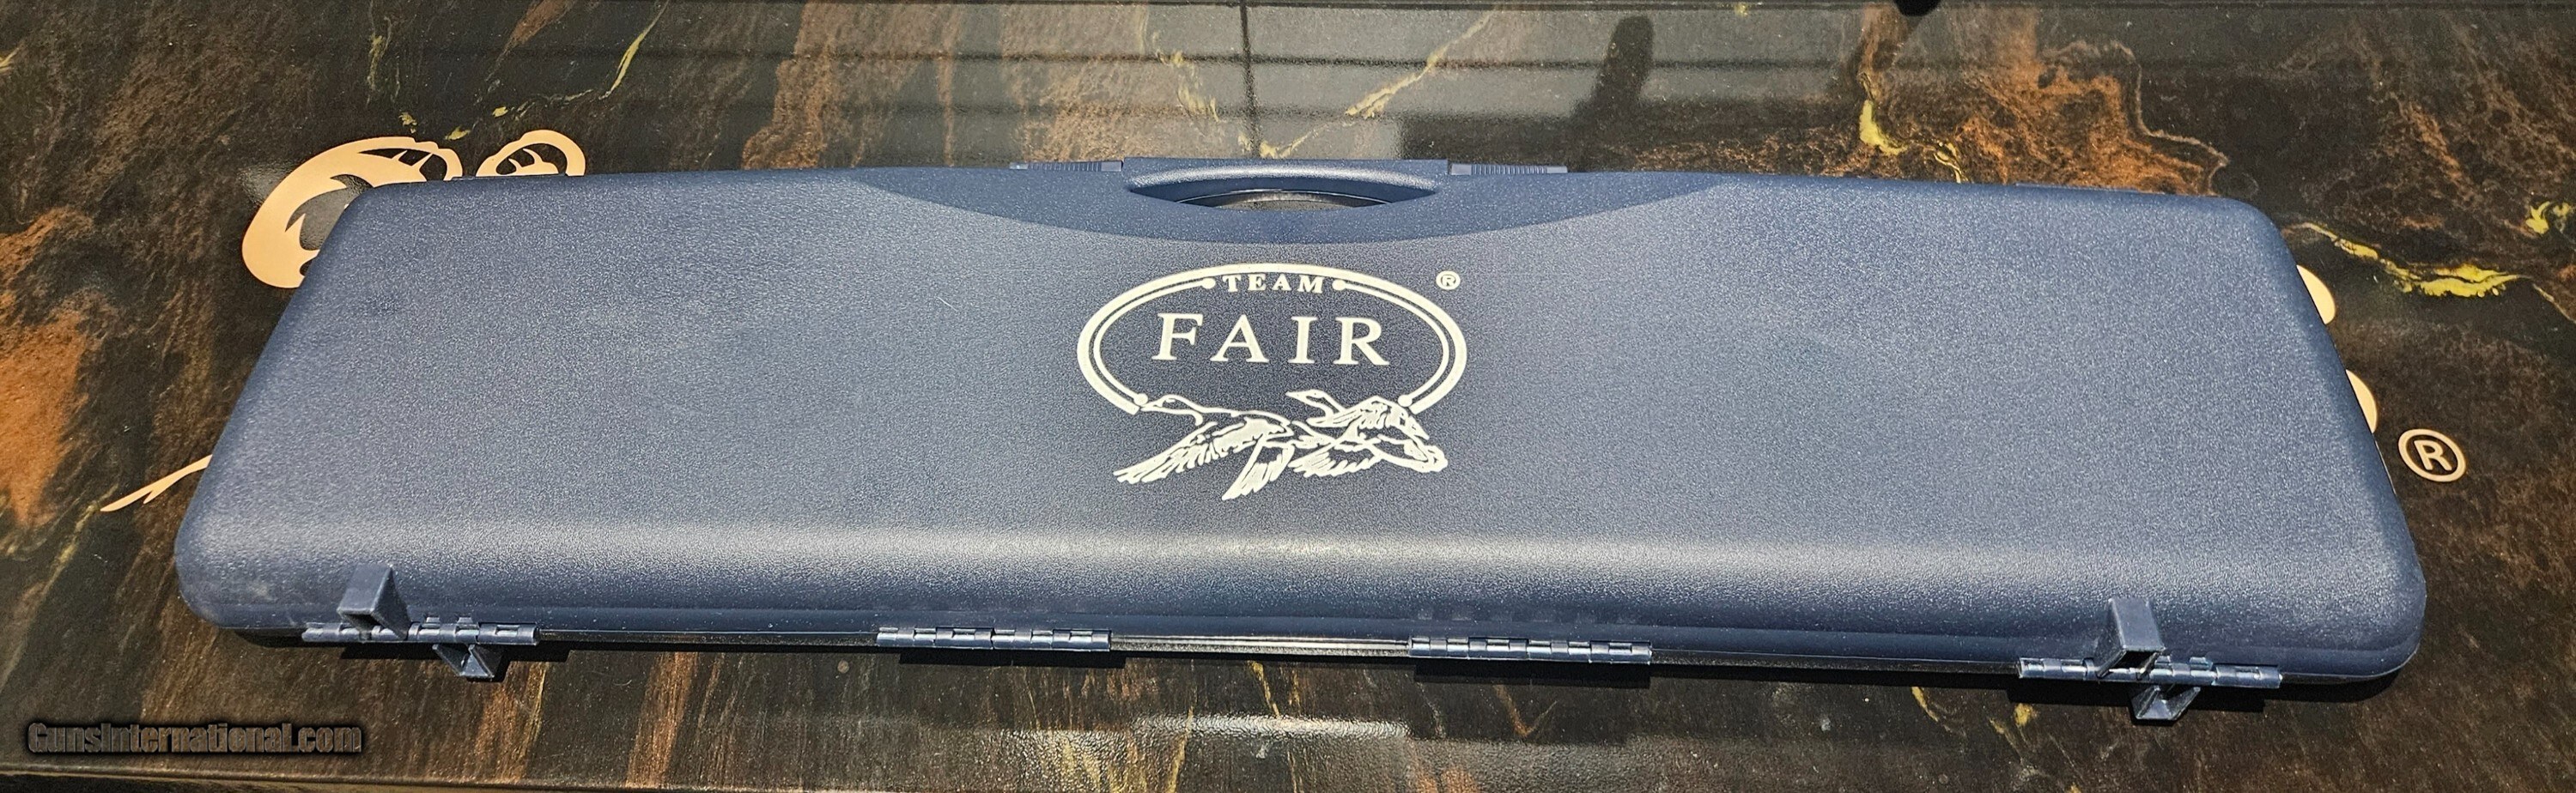 TEAM
®
FAIR
®
GunsInternational.com